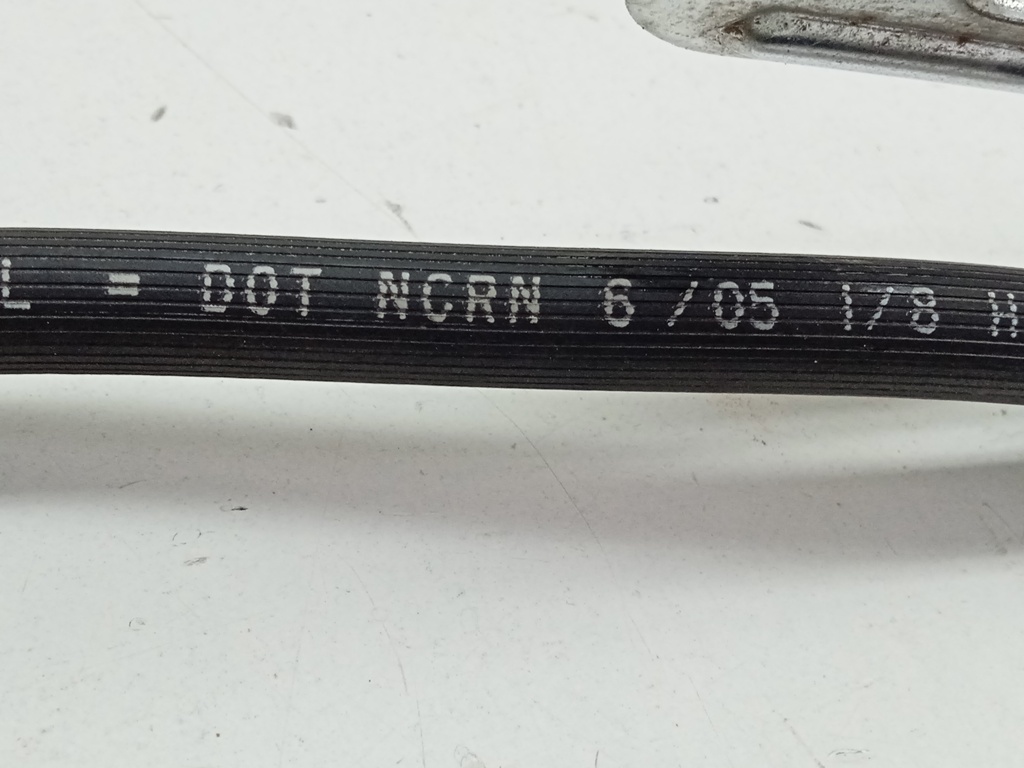 L = DOT NCRN 6 /05 1/8 H